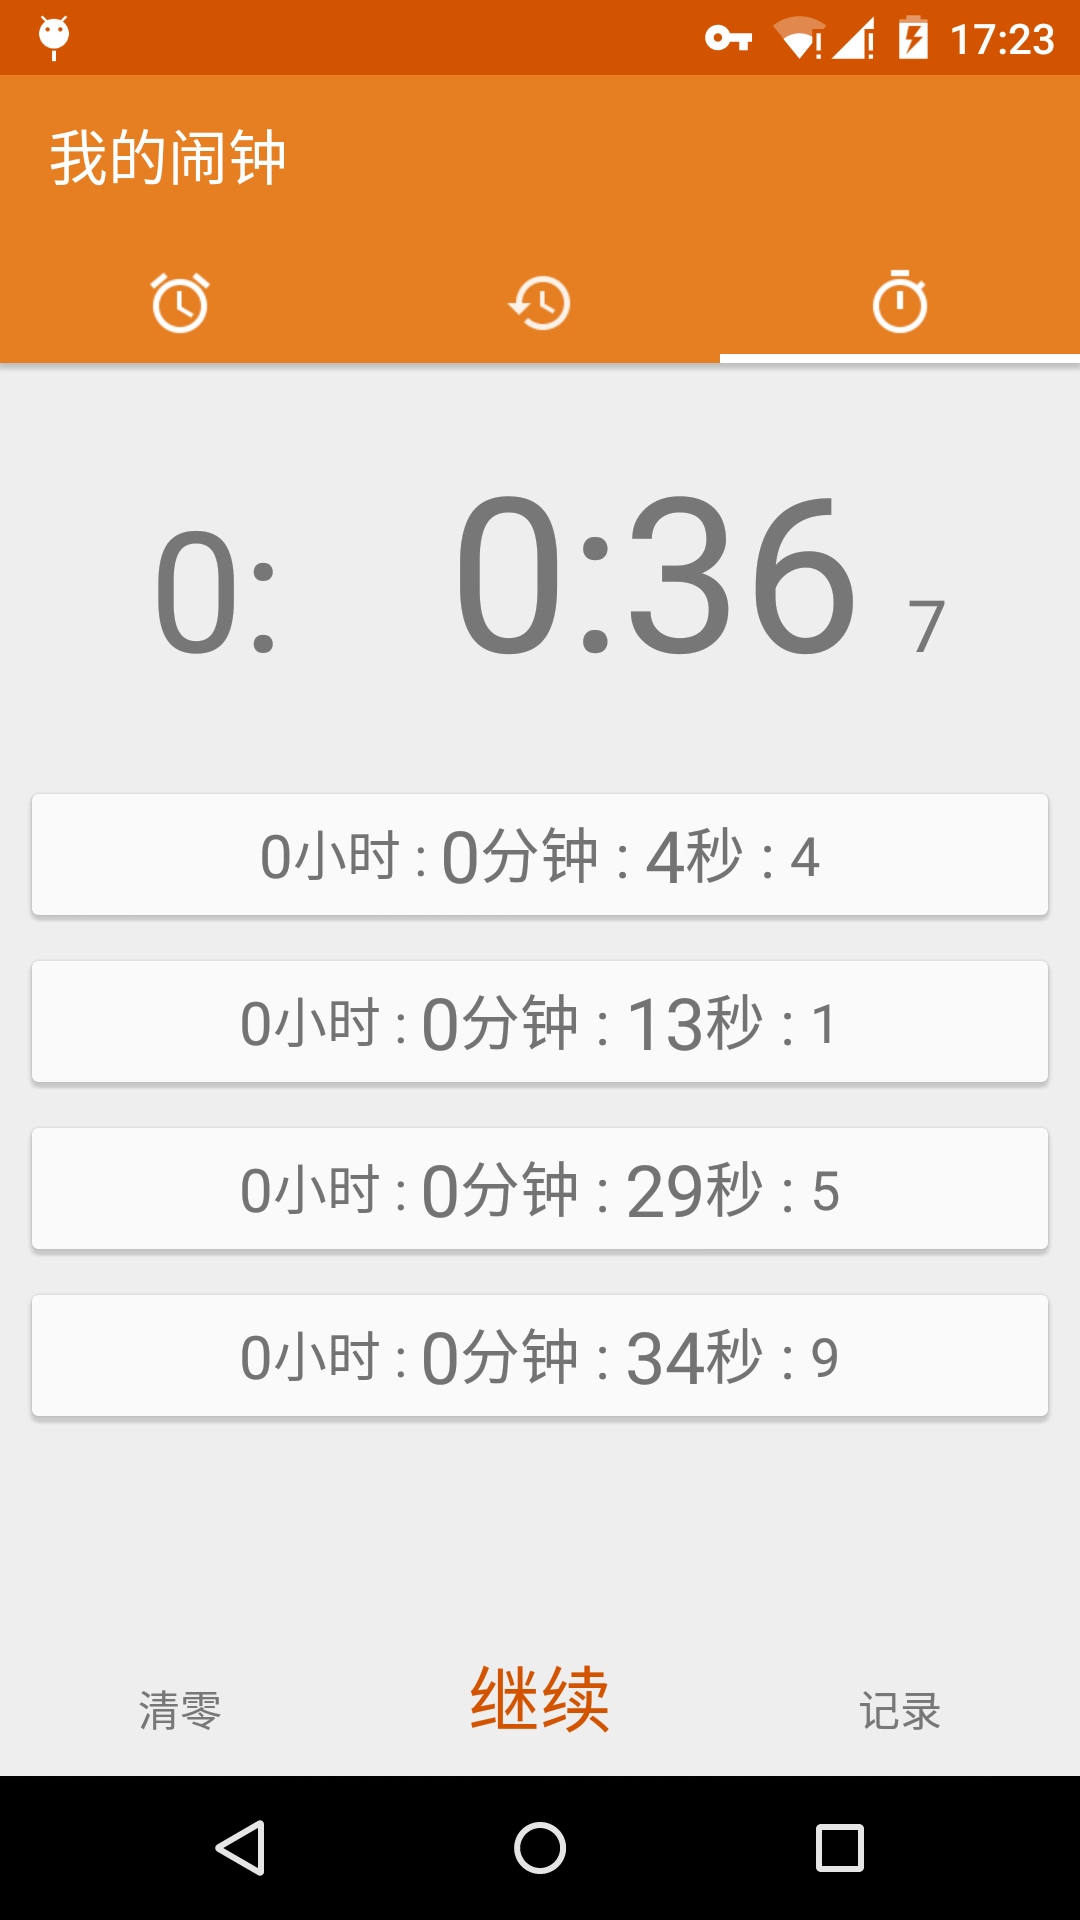 17:23
我的闹钟
0: 0:36 7
0小时 : 0分钟 : 4秒 : 4
0小时 : 0分钟 : 13秒 : 1
0小时 : 0分钟 : 29秒 : 5
0小时 : 0分钟 : 34秒 : 9
清零 继续 记录